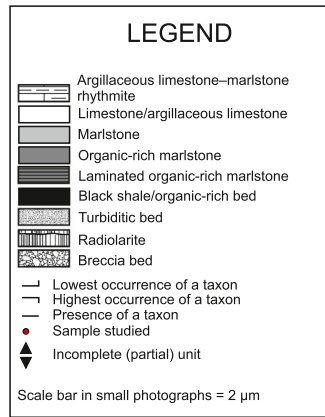 LEGEND
Argillaceous limestone–marlstone
rhythmite
Limestone/argillaceous limestone
Marlstone
Organic-rich marlstone
Laminated organic-rich marlstone
Black shale/organic-rich bed
Turbiditic bed
Radiolarite
Breccia bed
Lowest occurrence of a taxon
Highest occurrence of a taxon
Presence of a taxon
Sample studied
Incomplete (partial) unit
Scale bar in small photographs = 2 µm